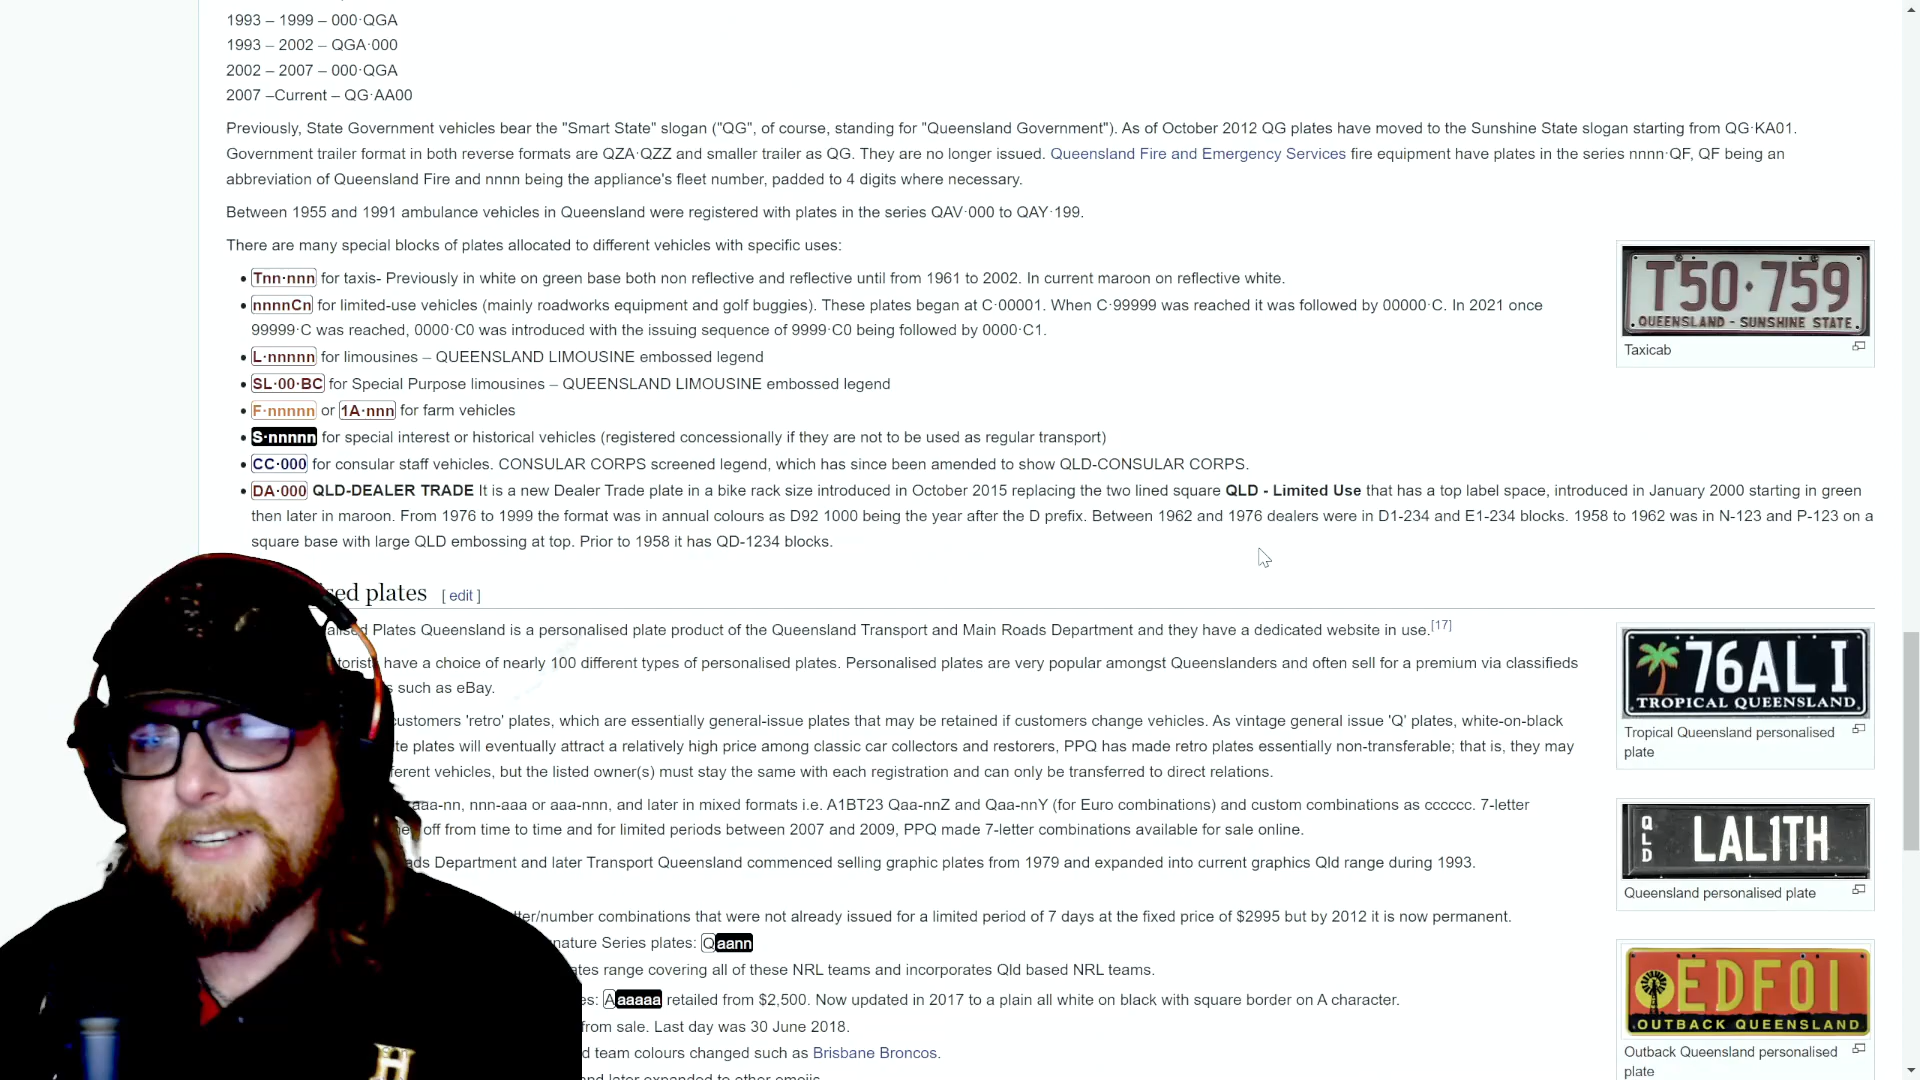 1993 – 1999 – 000·QGA
1993 – 2002 – QGA·000
2002 – 2007 – 000·QGA
2007 –Current – QG·AA00
Previously, State Government vehicles bear the "Smart State" slogan ("QG", of course, standing for "Queensland Government"). As of October 2012 QG plates have moved to the Sunshine State slogan starting from QG·KA01.
Government trailer format in both reverse formats are QZA·QZZ and smaller trailer as QG. They are no longer issued. Queensland Fire and Emergency Services fire equipment have plates in the series nnnn·QF, QF being an
abbreviation of Queensland Fire and nnnn being the appliance's fleet number, padded to 4 digits where necessary.
Between 1955 and 1991 ambulance vehicles in Queensland were registered with plates in the series QAV·000 to QAY·199.
There are many special blocks of plates allocated to different vehicles with specific uses:
• Tnn·nnn for taxis- Previously in white on green base both non reflective and reflective until from 1961 to 2002. In current maroon on reflective white.
• nnnnCn for limited-use vehicles (mainly roadworks equipment and golf buggies). These plates began at C·00001. When C·99999 was reached it was followed by 00000·C. In 2021 once
99999·C was reached, 0000·C0 was introduced with the issuing sequence of 9999·C0 being followed by 0000·C1.
• L·nnnnn for limousines – QUEENSLAND LIMOUSINE embossed legend
• SL·00·BC for Special Purpose limousines – QUEENSLAND LIMOUSINE embossed legend
• F·nnnnn or 1A·nnn for farm vehicles
• S·nnnnn for special interest or historical vehicles (registered concessionally if they are not to be used as regular transport)
• CC·000 for consular staff vehicles. CONSULAR CORPS screened legend, which has since been amended to show QLD-CONSULAR CORPS.
• DA·000 QLD-DEALER TRADE It is a new Dealer Trade plate in a bike rack size introduced in October 2015 replacing the two lined square QLD - Limited Use that has a top label space, introduced in January 2000 starting in green
then later in maroon. From 1976 to 1999 the format was in annual colours as D92 1000 being the year after the D prefix. Between 1962 and 1976 dealers were in D1-234 and E1-234 blocks. 1958 to 1962 was in N-123 and P-123 on a
square base with large QLD embossing at top. Prior to 1958 it has QD-1234 blocks.
T50·759
QUEENSLAND - SUNSHINE STATE
Taxicab
sed plates [ edit ]
alised Plates Queensland is a personalised plate product of the Queensland Transport and Main Roads Department and they have a dedicated website in use.[17]
torists have a choice of nearly 100 different types of personalised plates. Personalised plates are very popular amongst Queenslanders and often sell for a premium via classifieds
s such as eBay.
customers 'retro' plates, which are essentially general-issue plates that may be retained if customers change vehicles. As vintage general issue 'Q' plates, white-on-black
te plates will eventually attract a relatively high price among classic car collectors and restorers, PPQ has made retro plates essentially non-transferable; that is, they may
ferent vehicles, but the listed owner(s) must stay the same with each registration and can only be transferred to direct relations.
aaa-nn, nnn-aaa or aaa-nnn, and later in mixed formats i.e. A1BT23 Qaa-nnZ and Qaa-nnY (for Euro combinations) and custom combinations as cccccc. 7-letter
off from time to time and for limited periods between 2007 and 2009, PPQ made 7-letter combinations available for sale online.
ads Department and later Transport Queensland commenced selling graphic plates from 1979 and expanded into current graphics Qld range during 1993.
tter/number combinations that were not already issued for a limited period of 7 days at the fixed price of $2995 but by 2012 it is now permanent.
nature Series plates: Qaann
ates range covering all of these NRL teams and incorporates Qld based NRL teams.
es: Aaaaaa retailed from $2,500. Now updated in 2017 to a plain all white on black with square border on A character.
from sale. Last day was 30 June 2018.
d team colours changed such as Brisbane Broncos.
and later expanded to other emojis
76ALI
TROPICAL QUEENSLAND
Tropical Queensland personalised
plate
QLD
LAL1TH
Queensland personalised plate
EDF01
OUTBACK QUEENSLAND
Outback Queensland personalised
plate
H